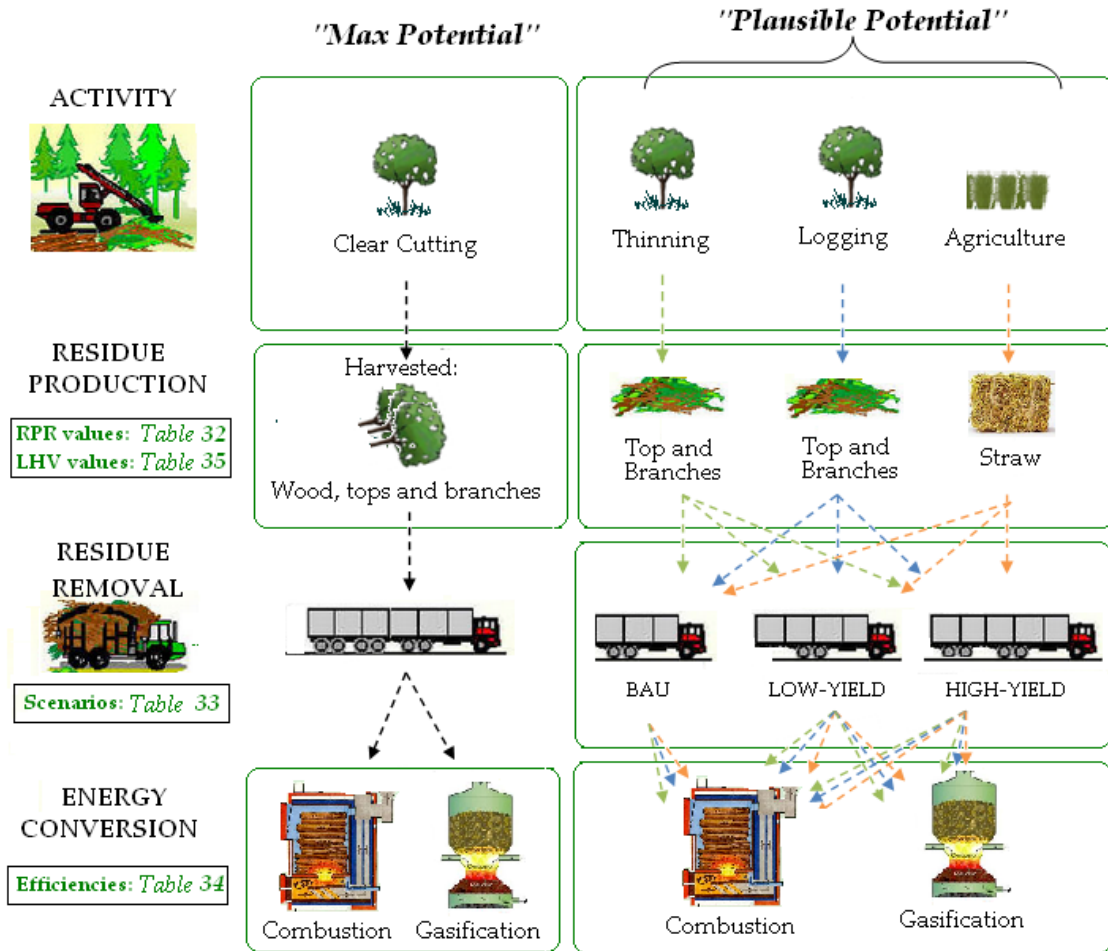 "Max Potential"
"Plausible Potential"
ACTIVITY
Clear Cutting
Thinning
Logging
Agriculture
RESIDUE
PRODUCTION
RPR values: Table 32
LHV values: Table 35
Harvested:
Wood, tops and branches
Top and
Branches
Top and
Branches
Straw
RESIDUE
REMOVAL
Scenarios: Table 33
BAU
LOW-YIELD
HIGH-YIELD
ENERGY
CONVERSION
Efficiencies: Table 34
Combustion
Gasification
Combustion
Gasification